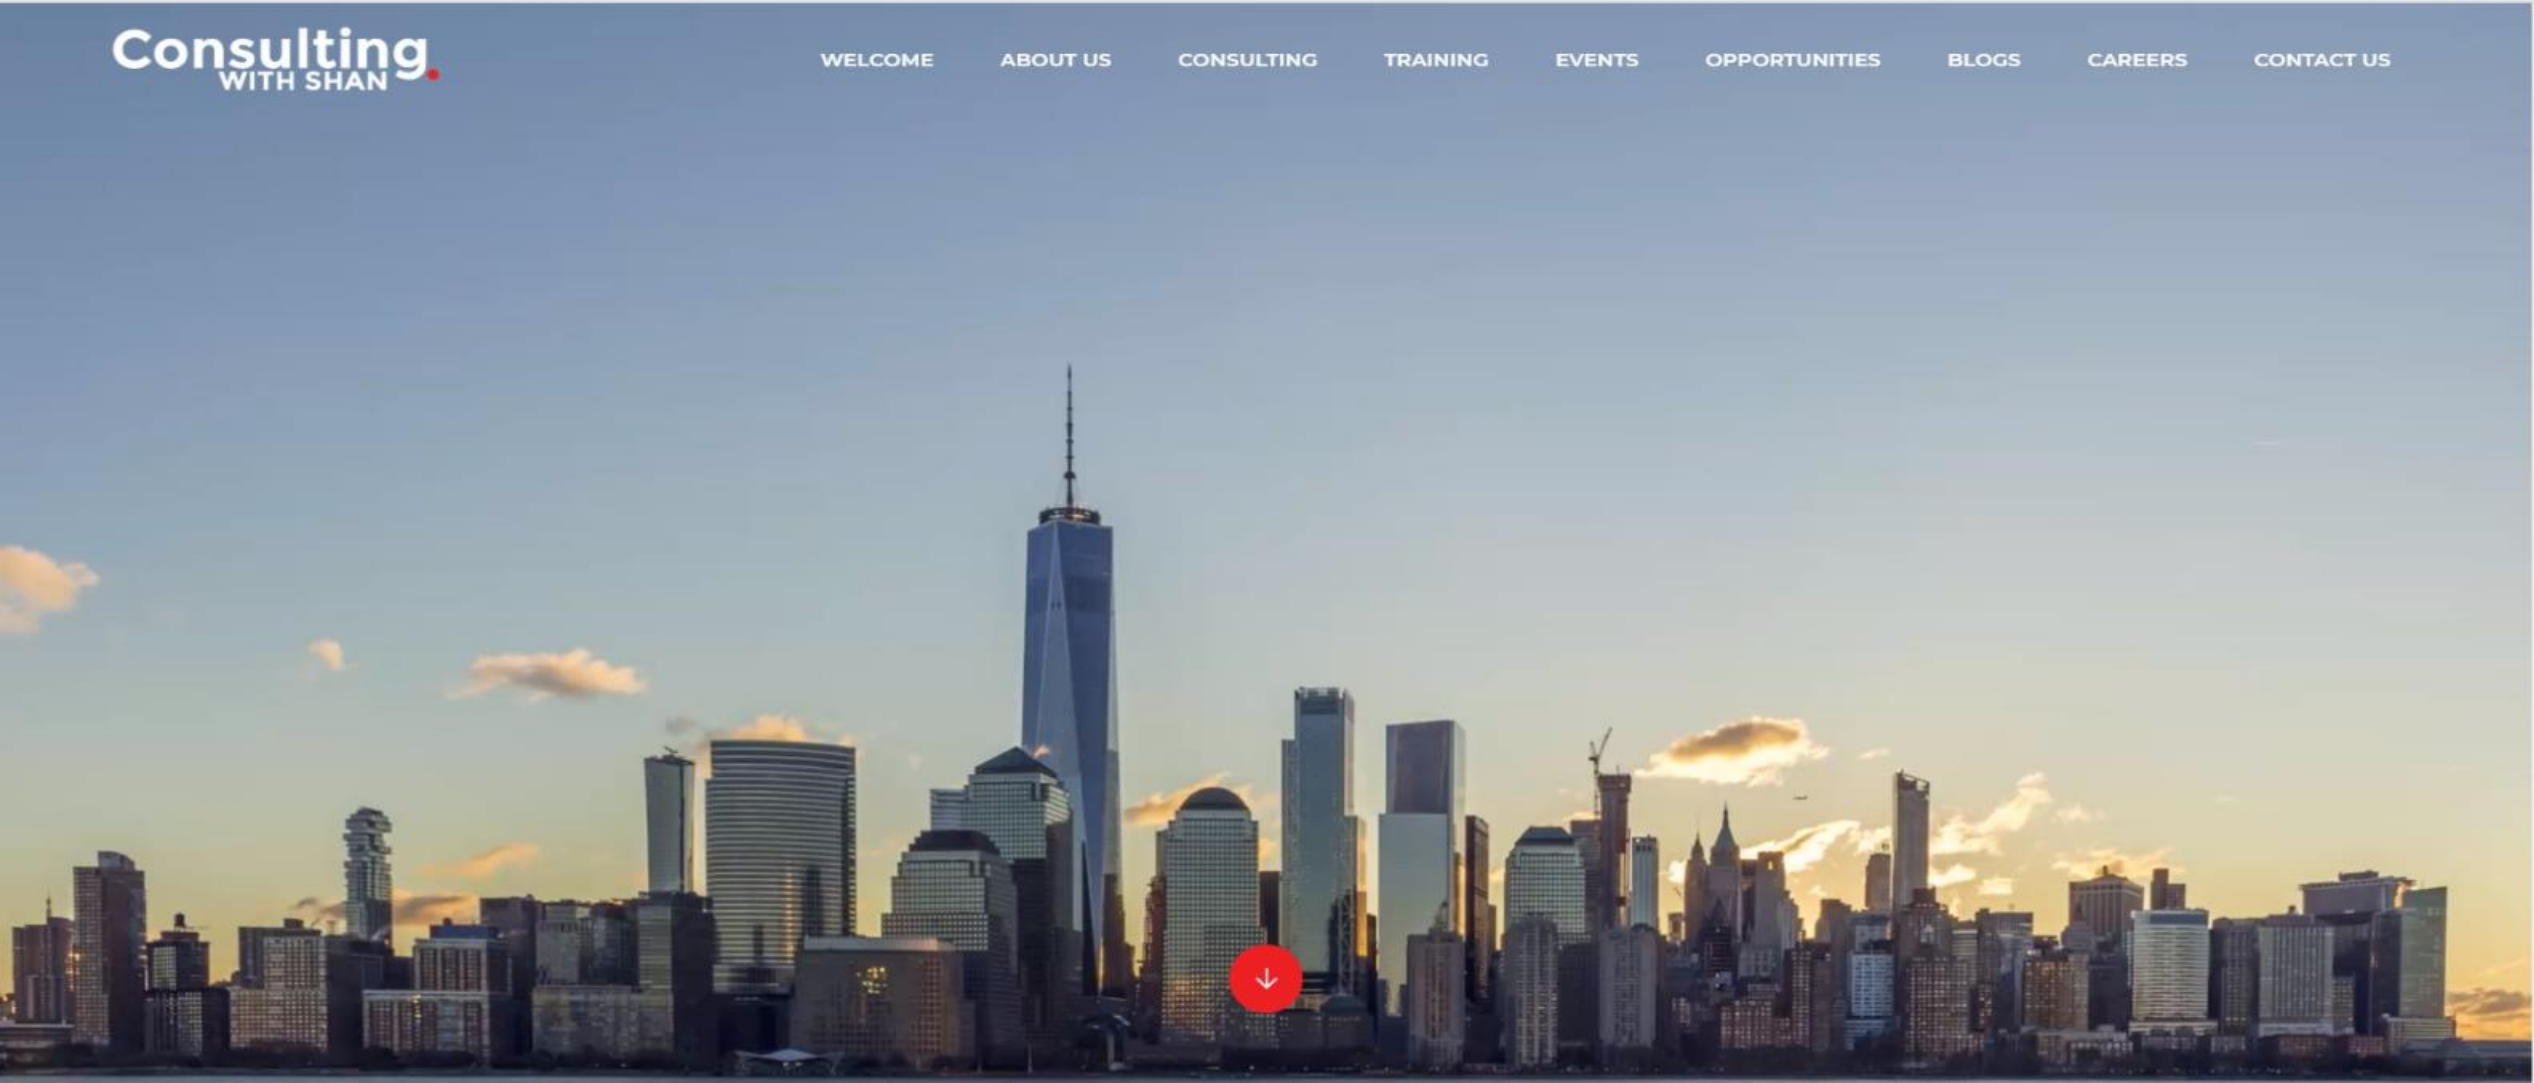 Consulting.
WITH SHAN
WELCOME ABOUT US CONSULTING TRAINING EVENTS OPPORTUNITIES BLOGS CAREERS CONTACT US